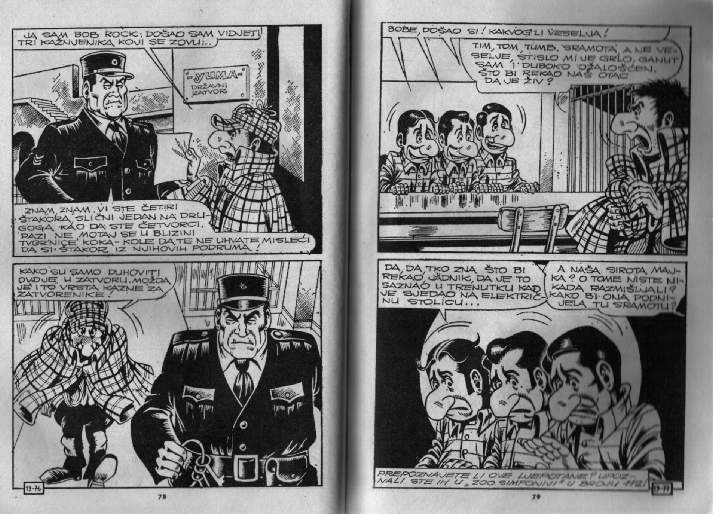 JA SAM BOB ROCK; DOŠAO SAM VIDJETI
TRI KAŽNJENIKA KOJI SE ZOVU...
"YUMA"
DRŽAVNI
ZATVOR
ZNAM, ZNAM, VI STE ČETIRI
ŠTAKORA, SLIČNI JEDAN NA DRU-
GOGA KAO DA STE ČETVORCI.
PAZI NE MOTAJ SE U BLIZINI
TVORNICE KOKA-KOLE DA TE NE UHVATE MISLEĆI
DA SI ŠTAKOR IZ NJIHOVIH PODRUMA!
KAKO SU SAMO DUHOVITI
OVDJE, U ZATVORU. MOŽDA
JE I TO VRSTA KAZNE ZA
ZATVORENIKE?
13-76
78
BOBE, DOŠAO SI! KAKVOG LI VESELJA!
TIM, TOM, TUMB, SRAMOTA, A NE VE-
SELJE, STISLO MI JE GRLO, GANUT
SAM I DUBOKO OŽALOŠĆEN,
ŠTO BI REKAO NAŠ OTAC
DA JE ŽIV?
DA, DA, TKO ZNA ŠTO BI
REKAO JADNIK, DA JE TO
SAZNAO U TRENUTKU KAD
JE SJEDAO NA ELEKTRIČ-
NU STOLICU...
A NAŠA SIROTA MAJ-
KA? O TOME NISTE NI-
KADA RAZMIŠLJALI?
KAKO BI ONA PODNI-
JELA TU SRAMOTU?
PREPOZNAJETE LI OVE LJEPOTANE? UPOZ-
NALI STE IH U "ZOO SIMFONIJI" U BROJU 112!
13-77
79